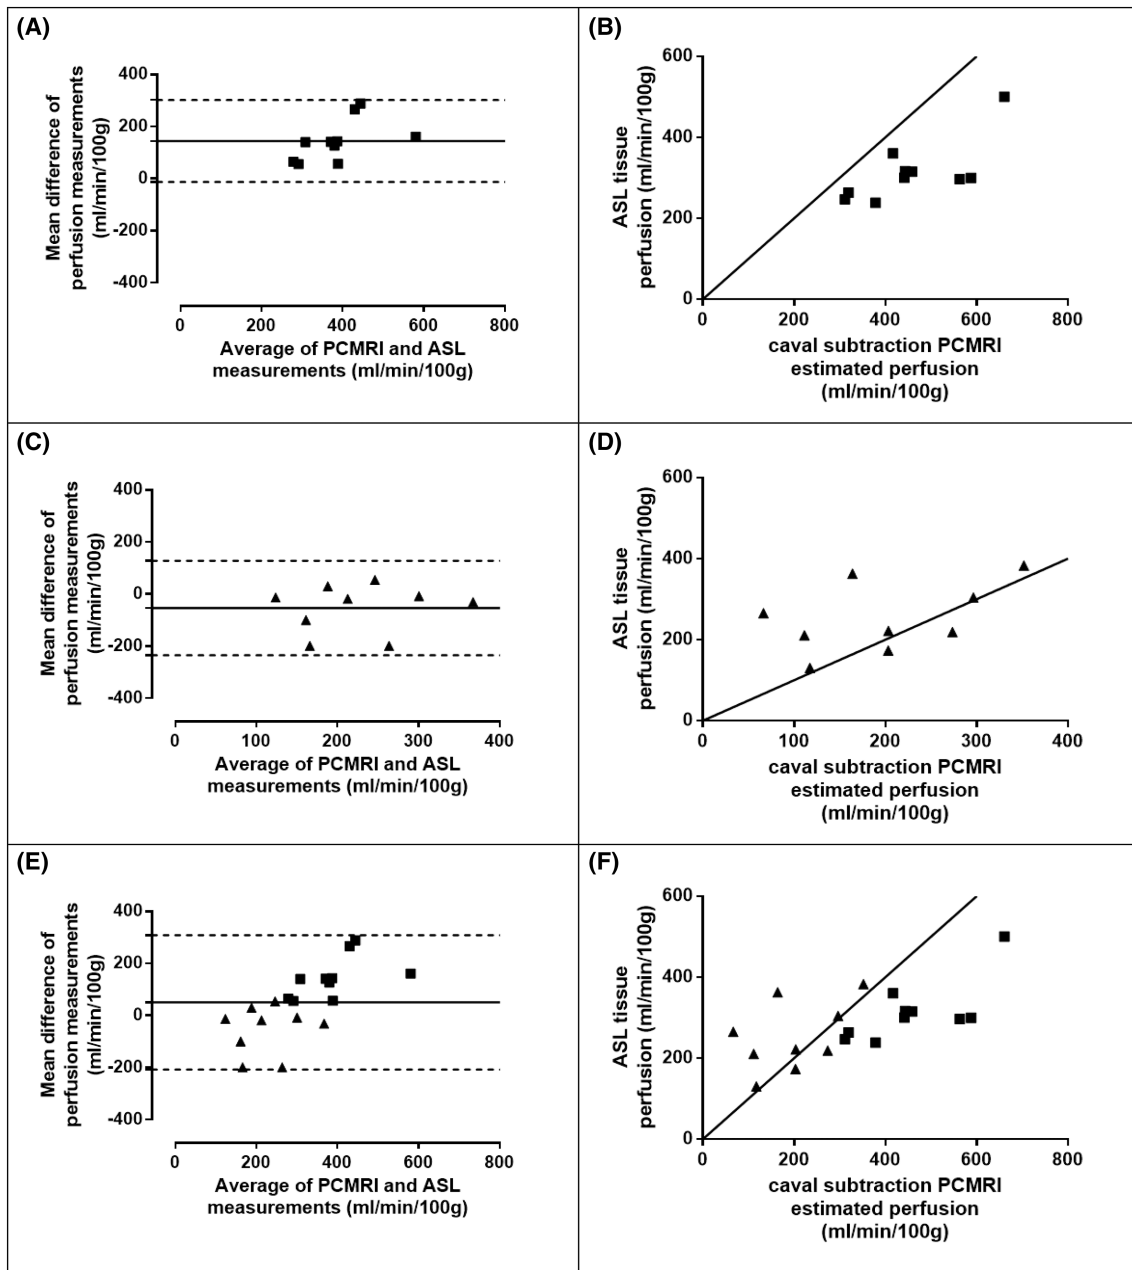 (A)
Mean difference of
perfusion measurements
(ml/min/100g)
400
200
0
-200
-400
0 200 400 600 800
Average of PCMRI and ASL
measurements (ml/min/100g)
(B)
ASL tissue
perfusion (ml/min/100g)
600
400
200
0
0 200 400 600 800
caval subtraction PCMRI
estimated perfusion
(ml/min/100g)
(C)
Mean difference of
perfusion measurements
(ml/min/100g)
400
200
0
-200
-400
0 100 200 300 400
Average of PCMRI and ASL
measurements (ml/min/100g)
(D)
ASL tissue
perfusion (ml/min/100g)
600
400
200
0
0 100 200 300 400
caval subtraction PCMRI
estimated perfusion
(ml/min/100g)
(E)
Mean difference of
perfusion measurements
(ml/min/100g)
400
200
0
-200
-400
0 200 400 600 800
Average of PCMRI and ASL
measurements (ml/min/100g)
(F)
ASL tissue
perfusion (ml/min/100g)
600
400
200
0
0 200 400 600 800
caval subtraction PCMRI
estimated perfusion
(ml/min/100g)